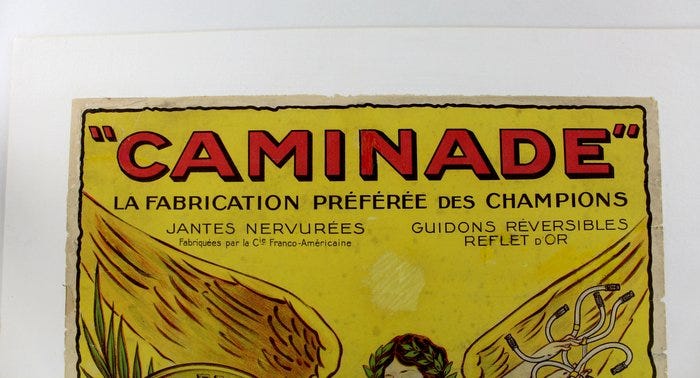 "CAMINADE"
LA FABRICATION PRÉFÉRÉE DES CHAMPIONS
JANTES NERVURÉES
Fabriquées par la Cie Franco-Américaine
GUIDONS RÉVERSIBLES
REFLET D'OR